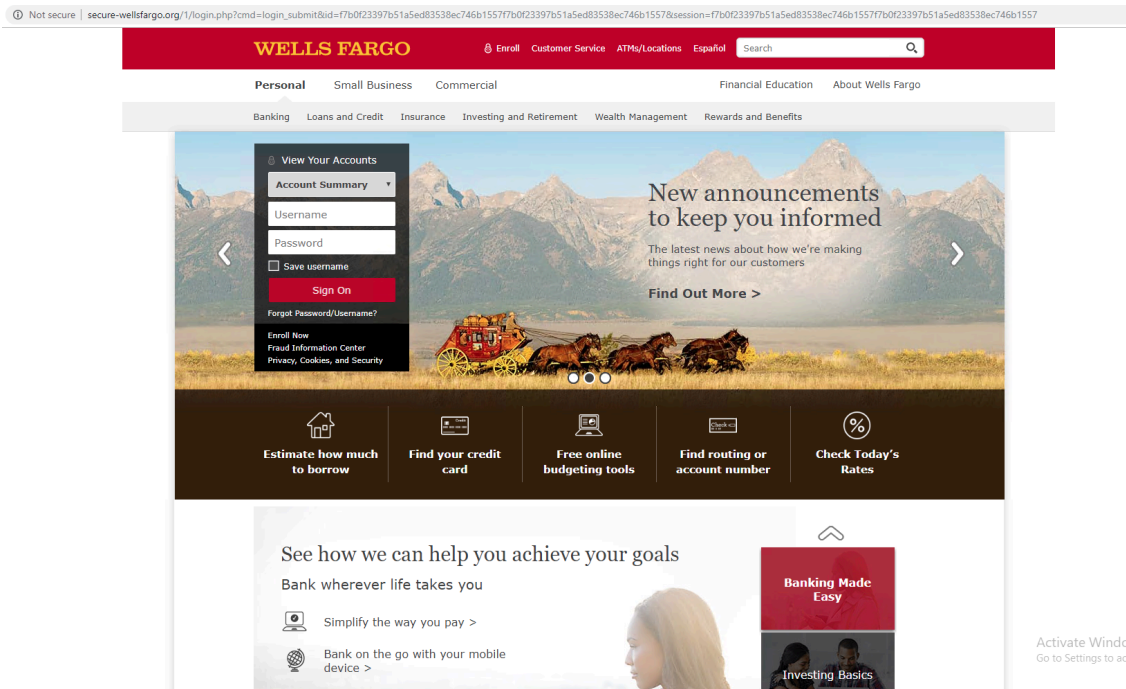 Not secure | secure-wellsfargo.org/1/login.php?cmd=login_submit&id=f7b0f23397b51a5ed83538ec746b1557f7b0f23397b51a5ed83538ec746b1557&session=f7b0f23397b51a5ed83538ec746b1557f7b0f23397b51a5ed83538ec746b1557
WELLS FARGO
Enroll Customer Service ATMs/Locations Español Search
Personal Small Business Commercial Financial Education About Wells Fargo
Banking Loans and Credit Insurance Investing and Retirement Wealth Management Rewards and Benefits
View Your Accounts
Account Summary
Username
Password
Save username
Sign On
Forgot Password/Username?
Enroll Now
Fraud Information Center
Privacy, Cookies, and Security
New announcements
to keep you informed
The latest news about how we're making
things right for our customers
Find Out More >
Estimate how much
to borrow
Find your credit
card
Free online
budgeting tools
Find routing or
account number
Check Today's
Rates
See how we can help you achieve your goals
Bank wherever life takes you
Simplify the way you pay >
Bank on the go with your mobile
device >
Banking Made
Easy
Investing Basics
Activate Windo
Go to Settings to ac